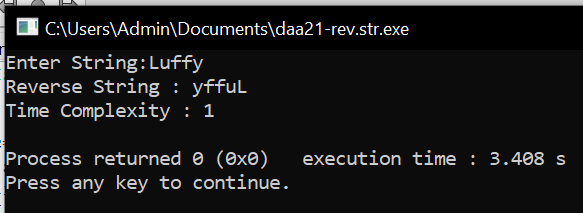 C:\Users\Admin\Documents\daa21-rev.str.exe
Enter String:Luffy
Reverse String : yffuL
Time Complexity : 1
Process returned 0 (0x0)   execution time : 3.408 s
Press any key to continue.